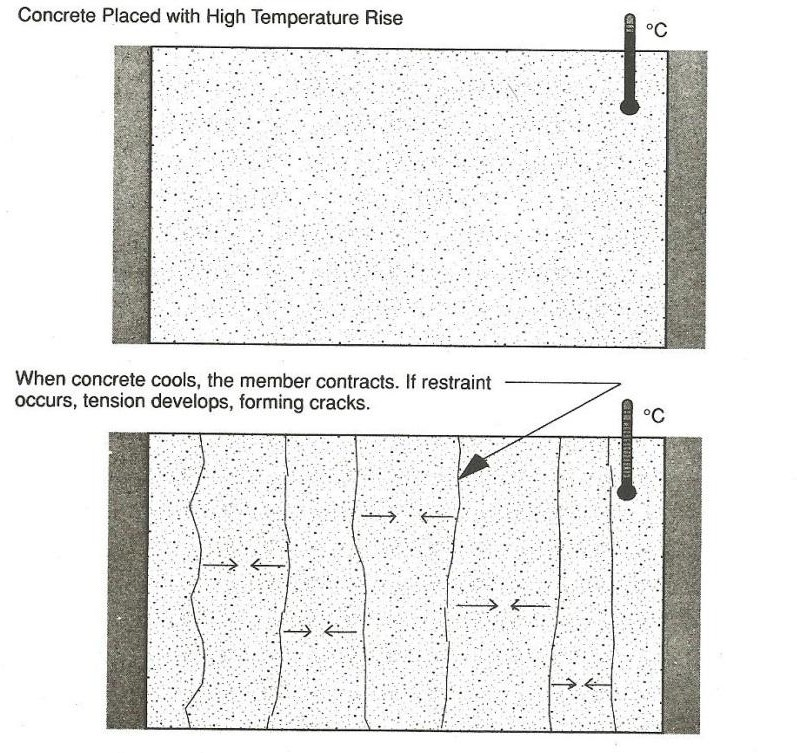 Concrete Placed with High Temperature Rise
°C
When concrete cools, the member contracts. If restraint
occurs, tension develops, forming cracks.
°C